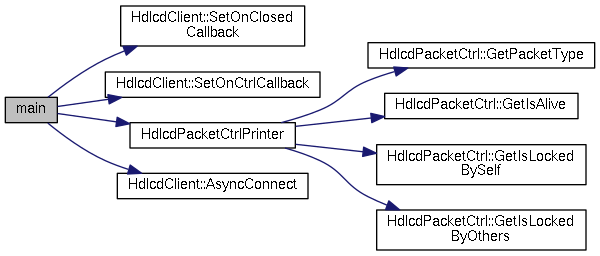 main
HdlcdClient::SetOnClosed
Callback
HdlcdClient::SetOnCtrlCallback
HdlcdPacketCtrlPrinter
HdlcdClient::AsyncConnect
HdlcdPacketCtrl::GetPacketType
HdlcdPacketCtrl::GetIsAlive
HdlcdPacketCtrl::GetIsLocked
BySelf
HdlcdPacketCtrl::GetIsLocked
ByOthers